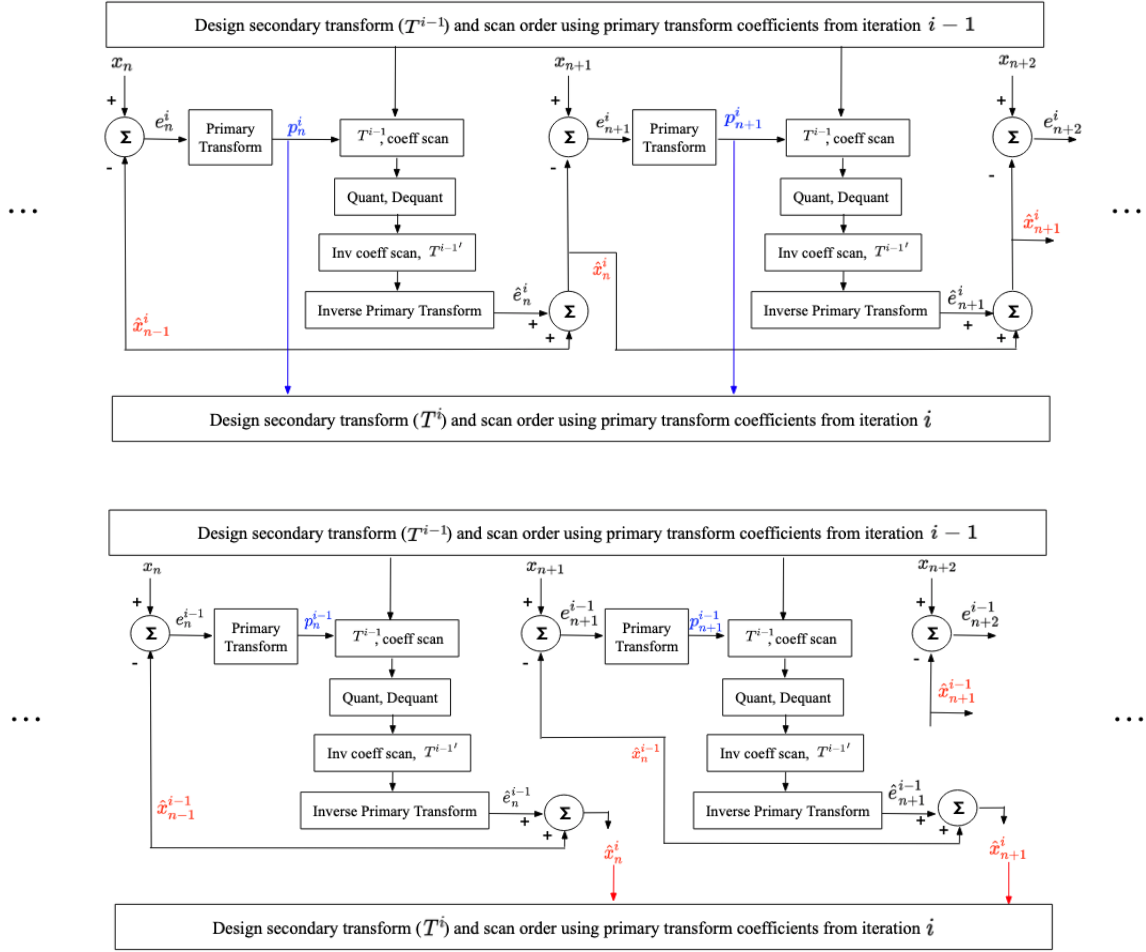 Design secondary transform (T^{i-1}) and scan order using primary transform coefficients from iteration i − 1
x_n x_{n+1} x_{n+2}
+ + +
Σ e_n^i Primary Transform p_n^i T^{i-1}, coeff scan Σ e_{n+1}^i Primary Transform p_{n+1}^i T^{i-1}, coeff scan Σ e_{n+2}^i
- - -
Quant, Dequant Quant, Dequant
... ...
x̂_{n+1}^i
Inv coeff scan, T^{i-1}′ x̂_n^i Inv coeff scan, T^{i-1}′
Inverse Primary Transform ê_n^i Σ Inverse Primary Transform ê_{n+1}^i Σ
x̂_{n-1}^i + + + +
Design secondary transform (T^i) and scan order using primary transform coefficients from iteration i
Design secondary transform (T^{i-1}) and scan order using primary transform coefficients from iteration i − 1
x_n x_{n+1} x_{n+2}
+ + +
Σ e_n^{i-1} Primary Transform p_n^{i-1} T^{i-1}, coeff scan Σ e_{n+1}^{i-1} Primary Transform p_{n+1}^{i-1} T^{i-1}, coeff scan Σ e_{n+2}^{i-1}
- - -
Quant, Dequant Quant, Dequant x̂_{n+1}^{i-1}
... ...
Inv coeff scan, T^{i-1}′ x̂_n^{i-1} Inv coeff scan, T^{i-1}′
x̂_{n-1}^{i-1} Inverse Primary Transform ê_n^{i-1} Σ Inverse Primary Transform ê_{n+1}^{i-1} Σ
+ + + +
x̂_n^i x̂_{n+1}^i
Design secondary transform (T^i) and scan order using primary transform coefficients from iteration i